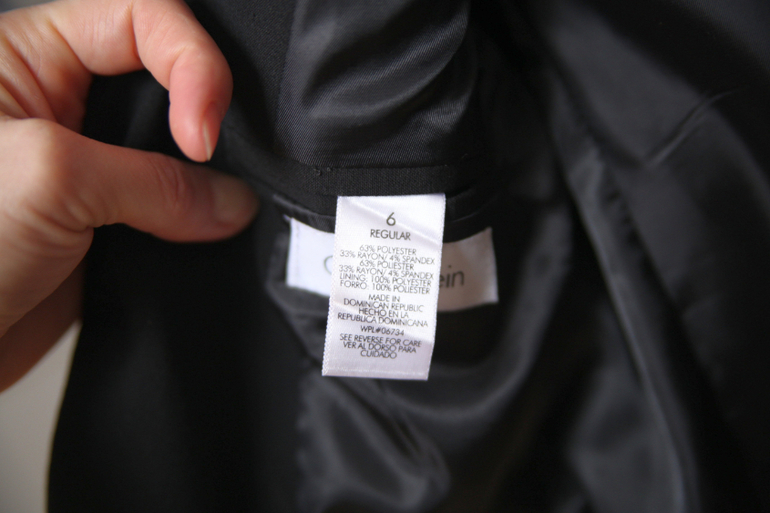 6
REGULAR
63% POLYESTER
33% RAYON/ 4% SPANDEX
63% POLIESTER
33% RAYON/ 4% SPANDEX
LINING: 100% POLYESTER
FORRO: 100% POLIESTER
MADE IN
DOMINICAN REPUBLIC
HECHO EN LA
REPUBLICA DOMINICANA
WPL#06734
SEE REVERSE FOR CARE
VER AL DORSO PARA
CUIDADO